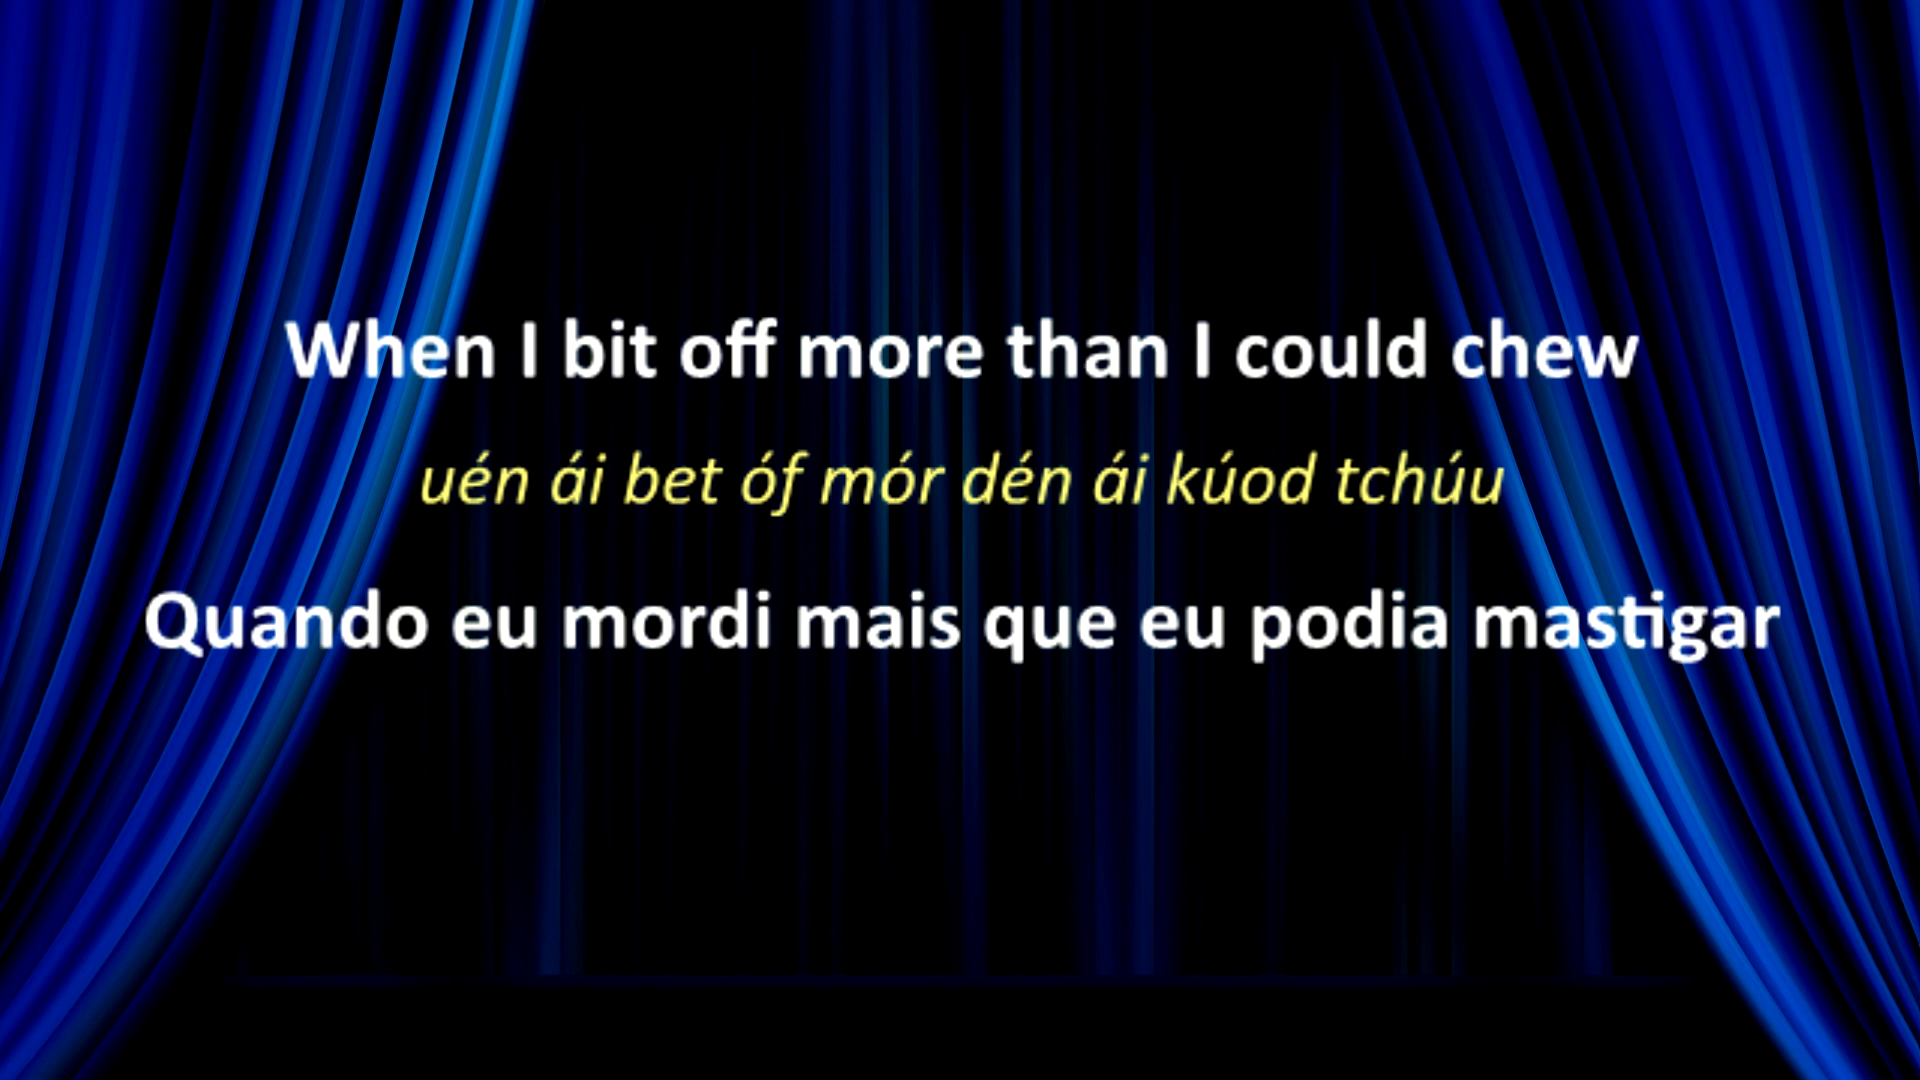 When I bit off more than I could chew
uén ái bet óf mór dén ái kúod tchúu
Quando eu mordi mais que eu podia mastigar